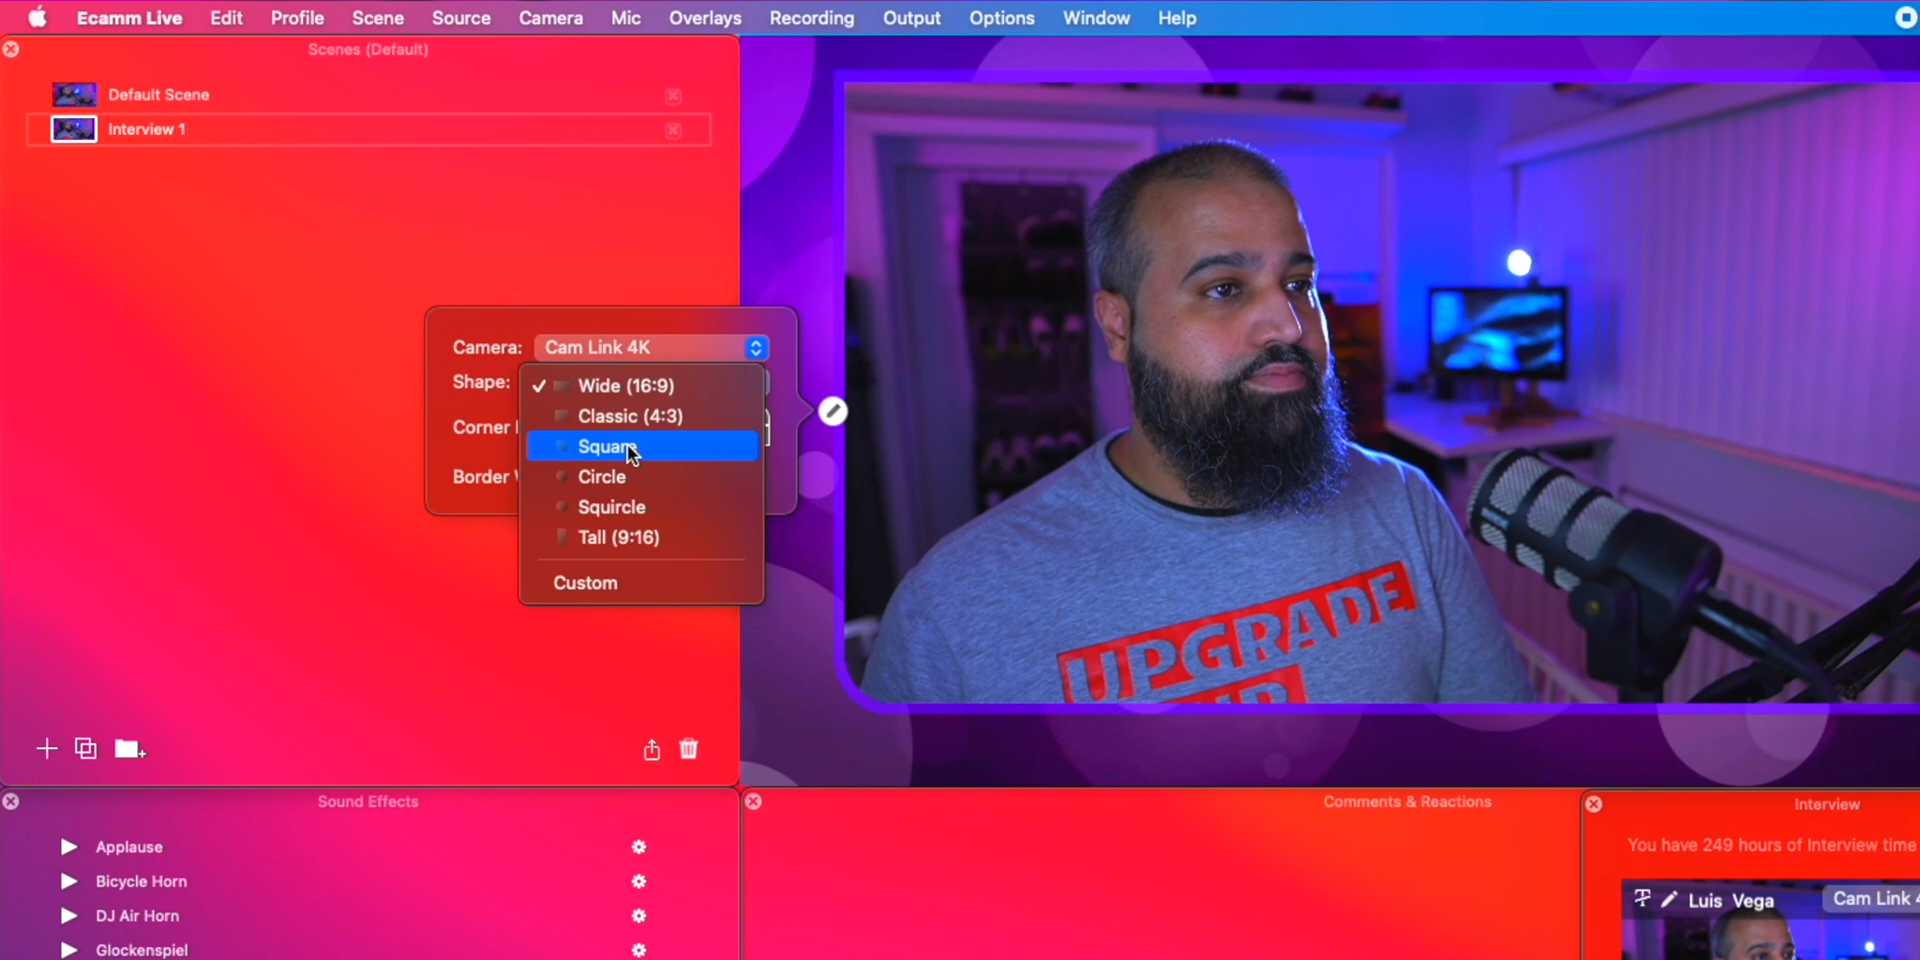 Ecamm Live Edit Profile Scene Source Camera Mic Overlays Recording Output Options Window Help
Scenes (Default)
Default Scene
Interview 1
Camera: Cam Link 4K
Shape:
Wide (16:9)
Classic (4:3)
Corner
Square
Circle
Border
Squircle
Tall (9:16)
Custom
UPGRADE
Sound Effects
Applause
Bicycle Horn
DJ Air Horn
Glockenspiel
Comments & Reactions
Interview
You have 249 hours of Interview time
Luis Vega
Cam Link